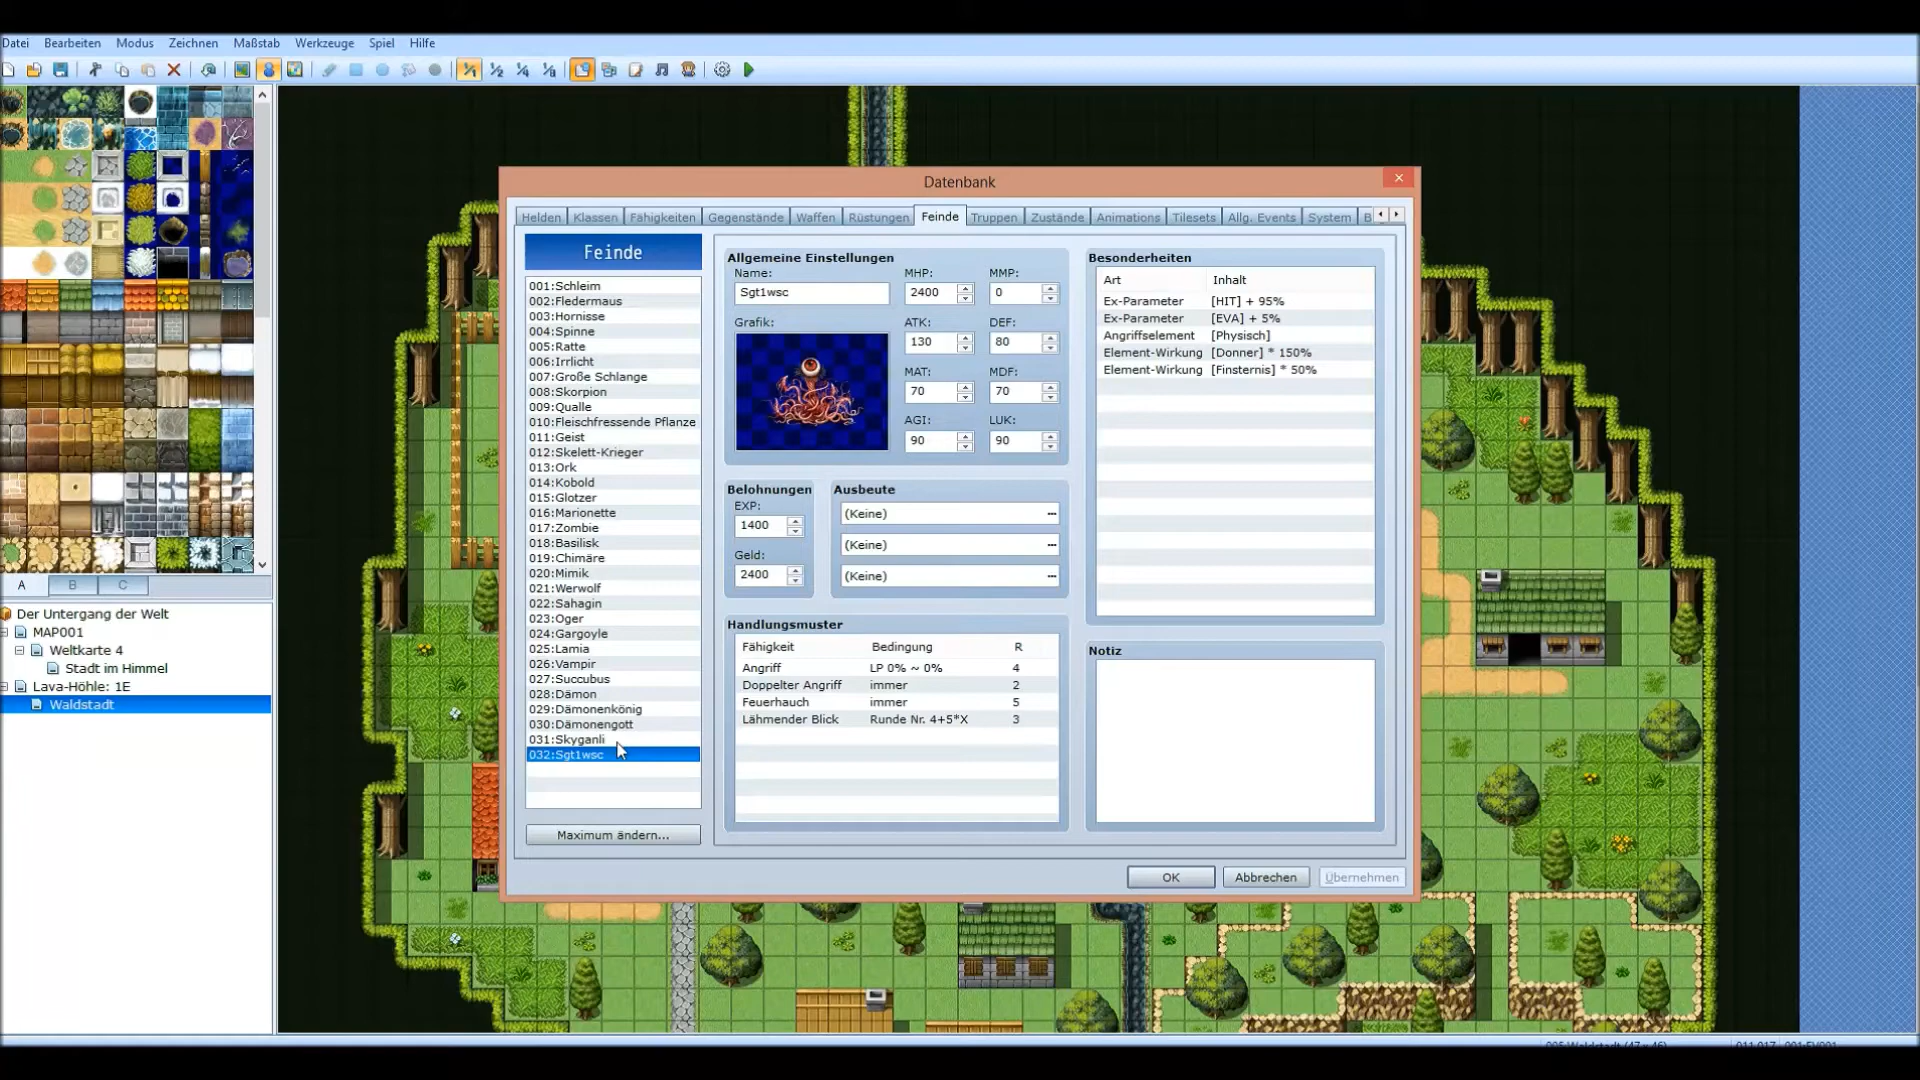 Datei Bearbeiten Modus Zeichnen Maßstab Werkzeuge Spiel Hilfe
1/1 1/2 1/4 1/8
A B C
Der Untergang der Welt
MAP001
Weltkarte 4
Stadt im Himmel
Lava-Höhle: 1E
Waldstadt
Datenbank
Helden Klassen Fähigkeiten Gegenstände Waffen Rüstungen Feinde Truppen Zustände Animations Tilesets Allg. Events System
Feinde
001:Schleim
002:Fledermaus
003:Hornisse
004:Spinne
005:Ratte
006:Irrlicht
007:Große Schlange
008:Skorpion
009:Qualle
010:Fleischfressende Pflanze
011:Geist
012:Skelett-Krieger
013:Ork
014:Kobold
015:Glotzer
016:Marionette
017:Zombie
018:Basilisk
019:Chimäre
020:Mimik
021:Werwolf
022:Sahagin
023:Oger
024:Gargoyle
025:Lamia
026:Vampir
027:Succubus
028:Dämon
029:Dämonenkönig
030:Dämonengott
031:Skyganli
032:Sgt1wsc
Maximum ändern...
Allgemeine Einstellungen
Name: MHP: MMP:
Sgt1wsc 2400 0
Grafik: ATK: DEF:
130 80
MAT: MDF:
70 70
AGI: LUK:
90 90
Belohnungen
EXP:
1400
Geld:
2400
Ausbeute
(Keine)
(Keine)
(Keine)
Handlungsmuster
Fähigkeit Bedingung R
Angriff LP 0% ~ 0% 4
Doppelter Angriff immer 2
Feuerhauch immer 5
Lähmender Blick Runde Nr. 4+5*X 3
Besonderheiten
Art Inhalt
Ex-Parameter [HIT] + 95%
Ex-Parameter [EVA] + 5%
Angriffselement [Physisch]
Element-Wirkung [Donner] * 150%
Element-Wirkung [Finsternis] * 50%
Notiz
OK Abbrechen Übernehmen